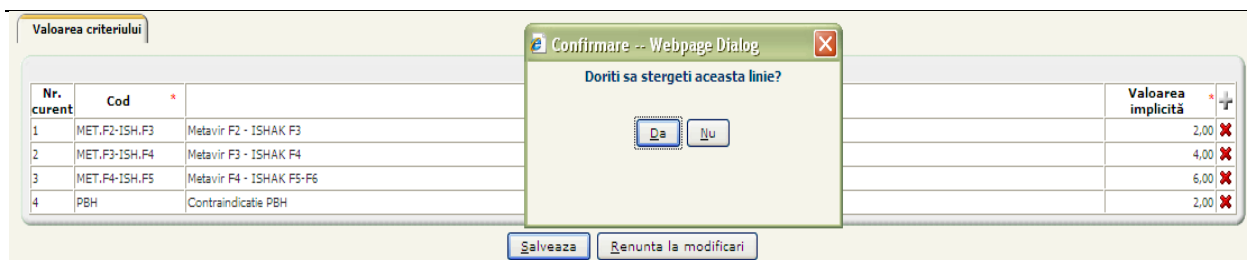 Valoarea criteriului
Confirmare -- Webpage Dialog
Doriti sa stergeti aceasta linie?
Da Nu
Nr. curent Cod * Valoarea implicită *
1 MET.F2-ISH.F3 Metavir F2 - ISHAK F3 2,00
2 MET.F3-ISH.F4 Metavir F3 - ISHAK F4 4,00
3 MET.F4-ISH.F5 Metavir F4 - ISHAK F5-F6 6,00
4 PBH Contraindicatie PBH 2,00
Salveaza Renunta la modificari